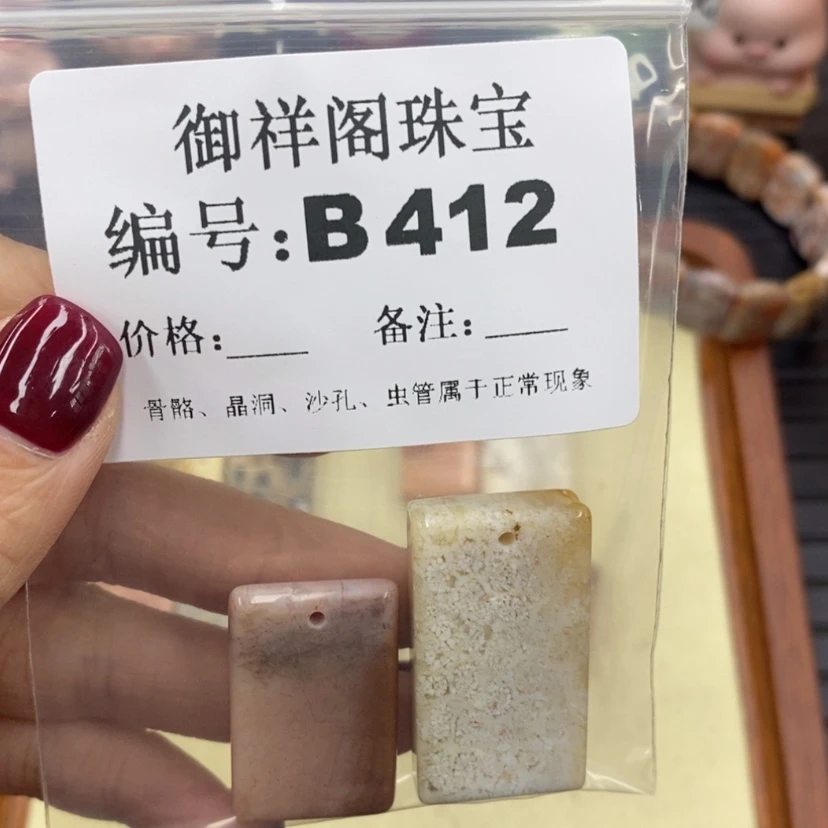 御祥阁珠宝
编号:B412
价格:____ 备注:____
骨骼、晶洞、沙孔、虫管属于正常现象